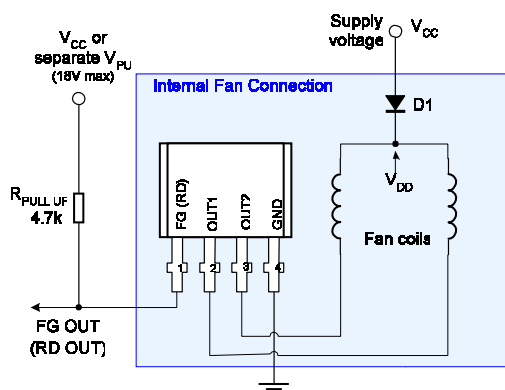 Supply
voltage
VCC
VCC or
separate VPU
(18V max)
Internal Fan Connection
D1
VDD
RPULL UP
4.7k
FG (RD)
OUT1
OUT2
GND
Fan coils
1
2
3
4
FG OUT
(RD OUT)